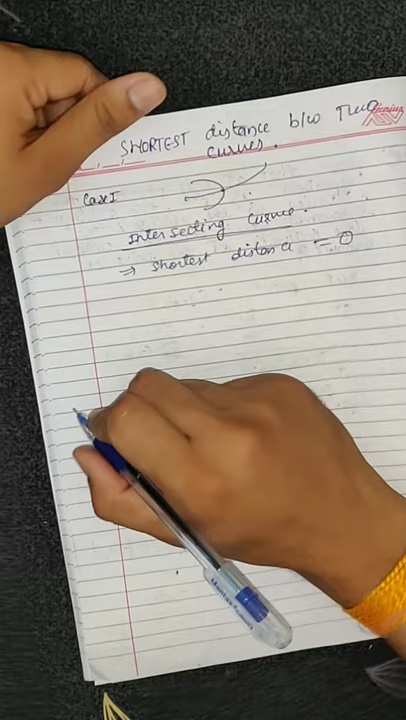 SHORTEST distance b/w Two
curves.
Case I
intersecting curve.
⇒ shortest distance = 0